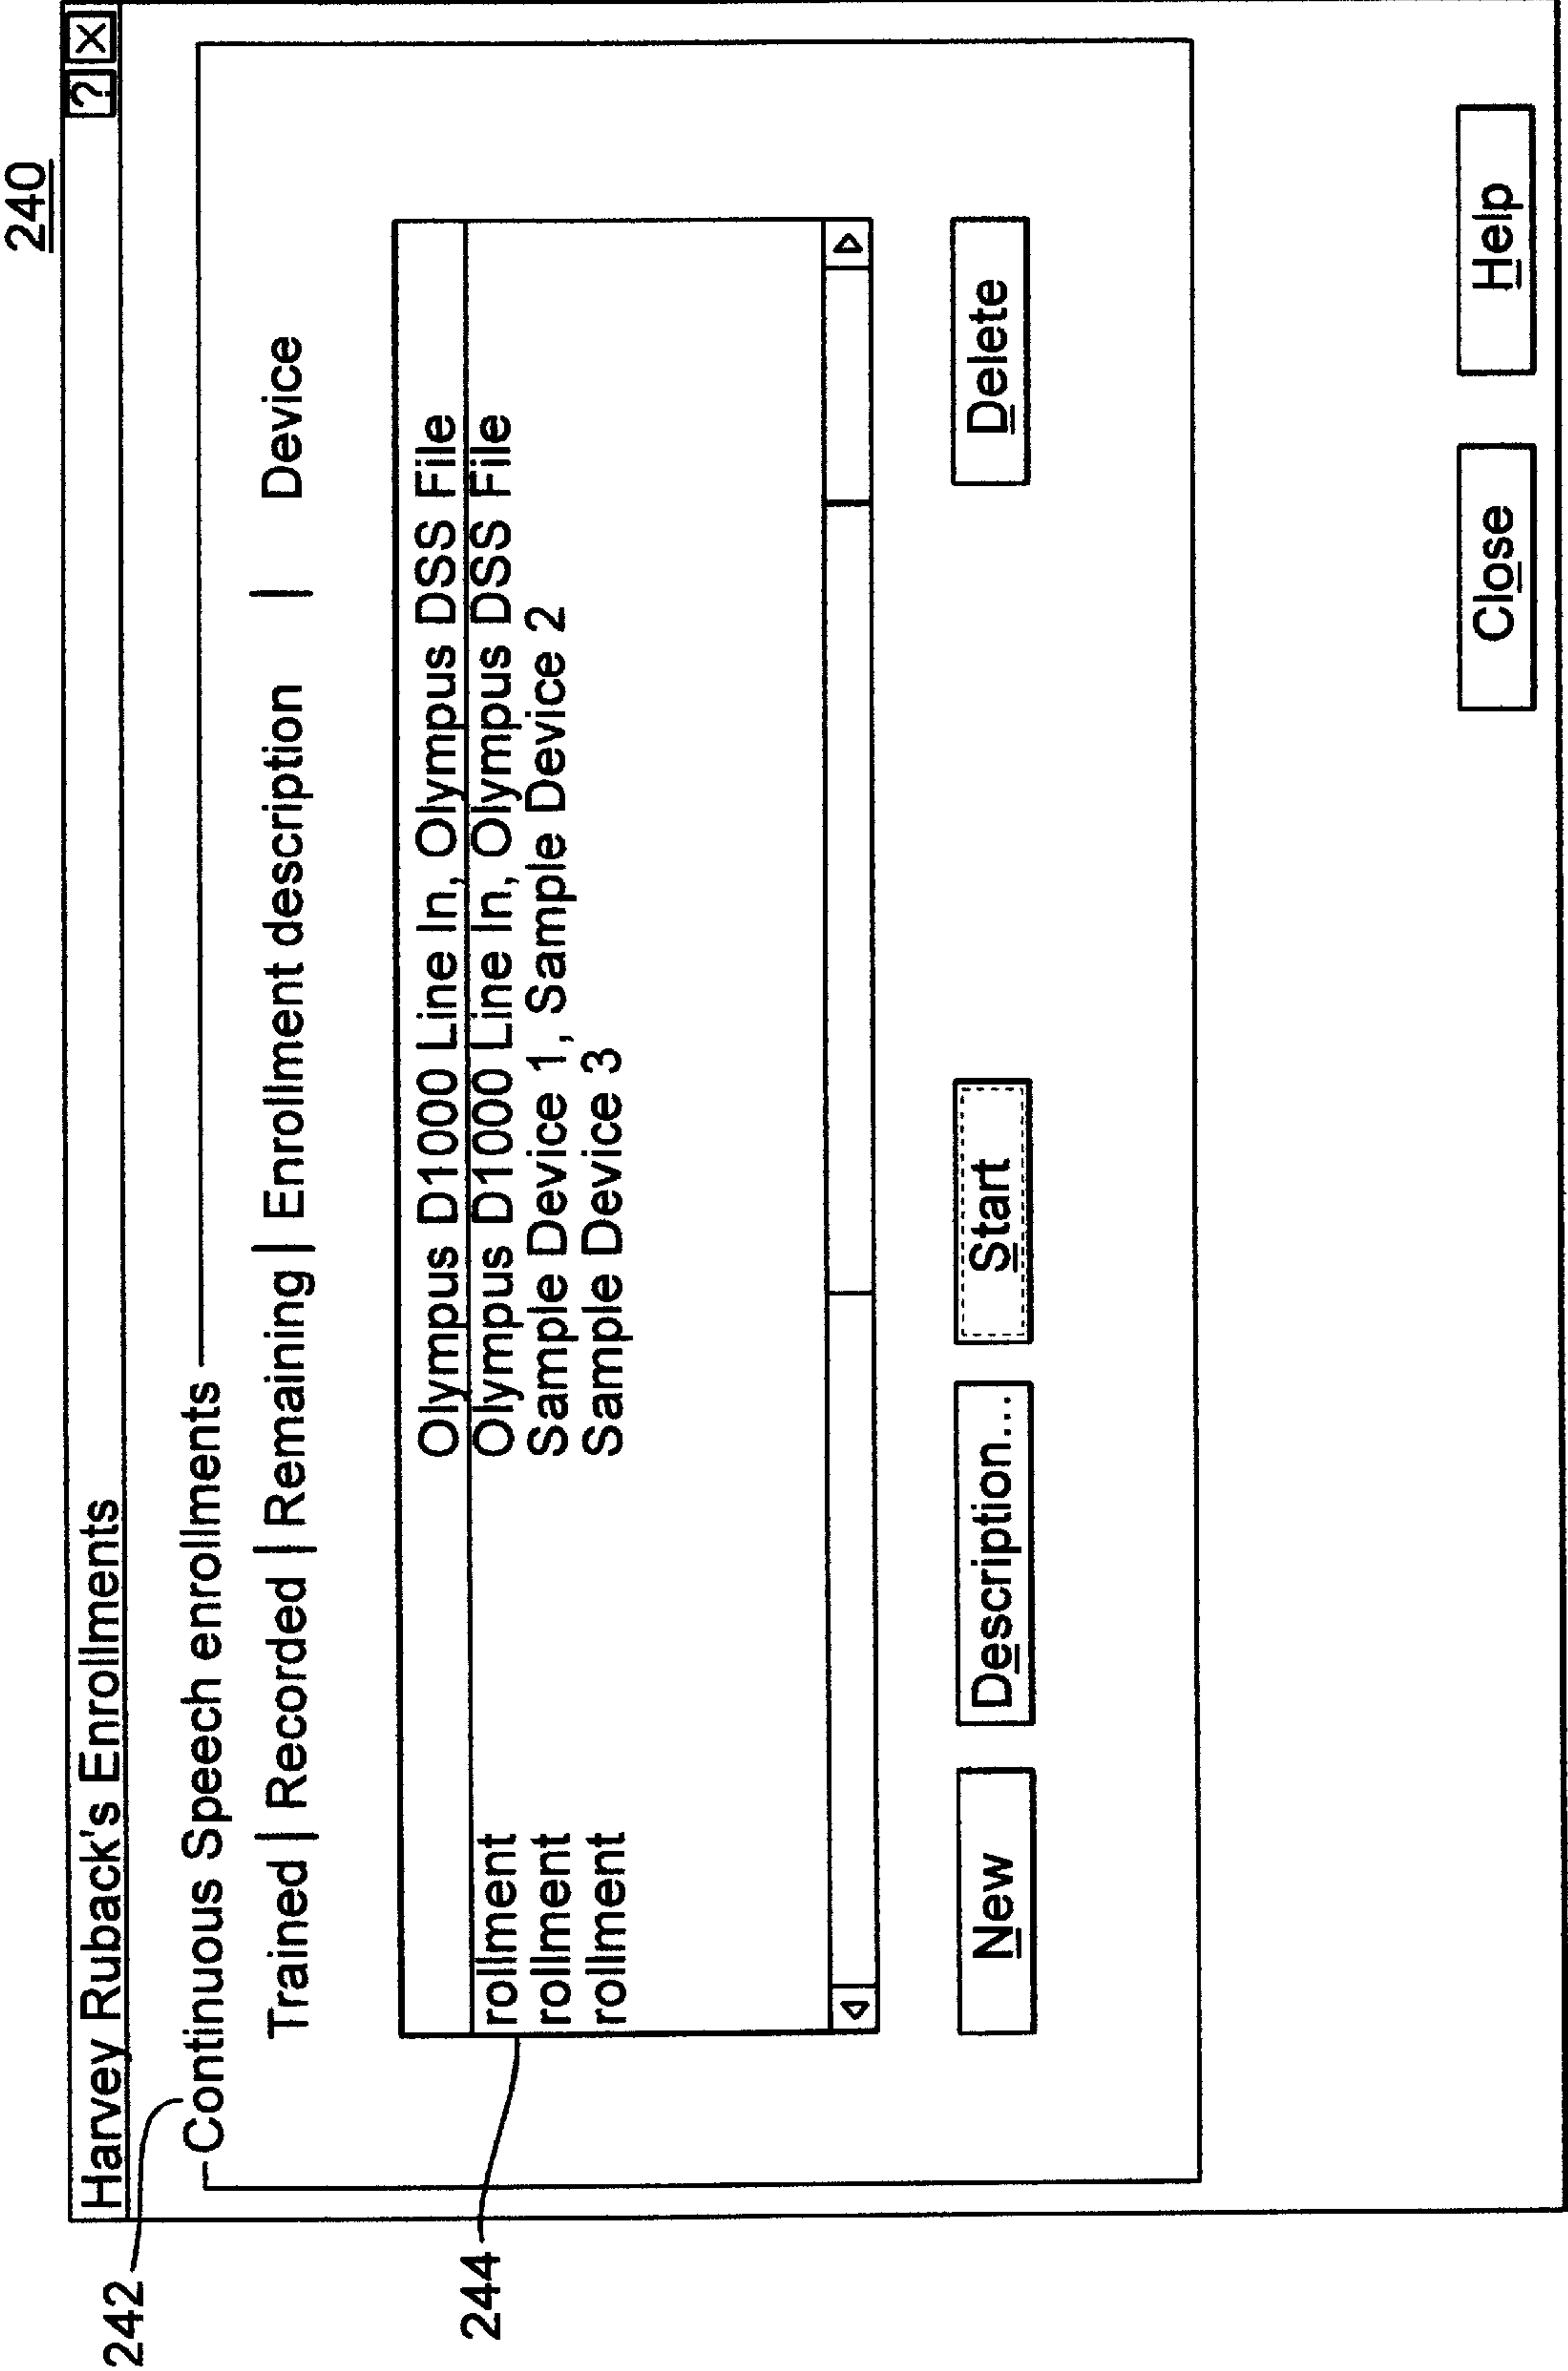 240
Harvey Ruback's Enrollments ? X
242
Continuous Speech enrollments
Trained | Recorded | Remaining | Enrollment description | Device
Olympus D1000 Line In, Olympus DSS File
244
rollment Olympus D1000 Line In, Olympus DSS File
rollment Sample Device 1, Sample Device 2
rollment Sample Device 3
New Description... Start Delete
Close Help